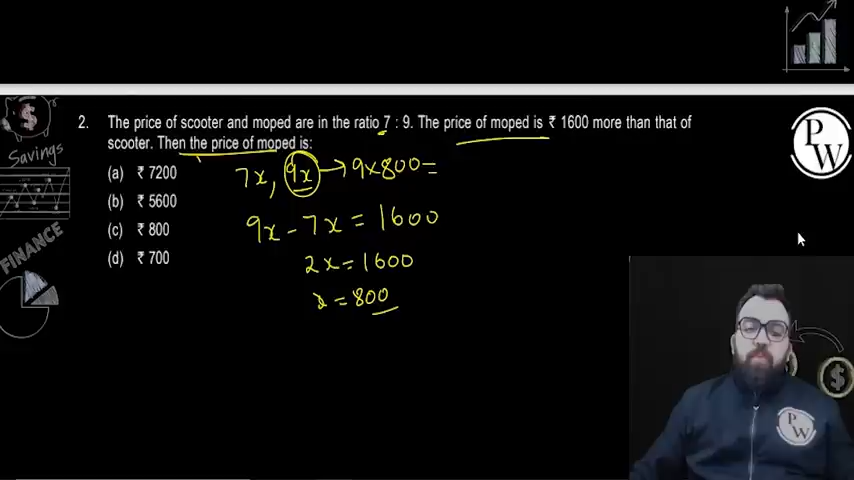 2. The price of scooter and moped are in the ratio 7 : 9. The price of moped is ₹ 1600 more than that of
scooter. Then the price of moped is:
(a) ₹ 7200
(b) ₹ 5600
(c) ₹ 800
(d) ₹ 700
7x, 9x → 9x800=
9x - 7x = 1600
2x = 1600
x = 800
Savings
FINANCE
$
PW
PW
$